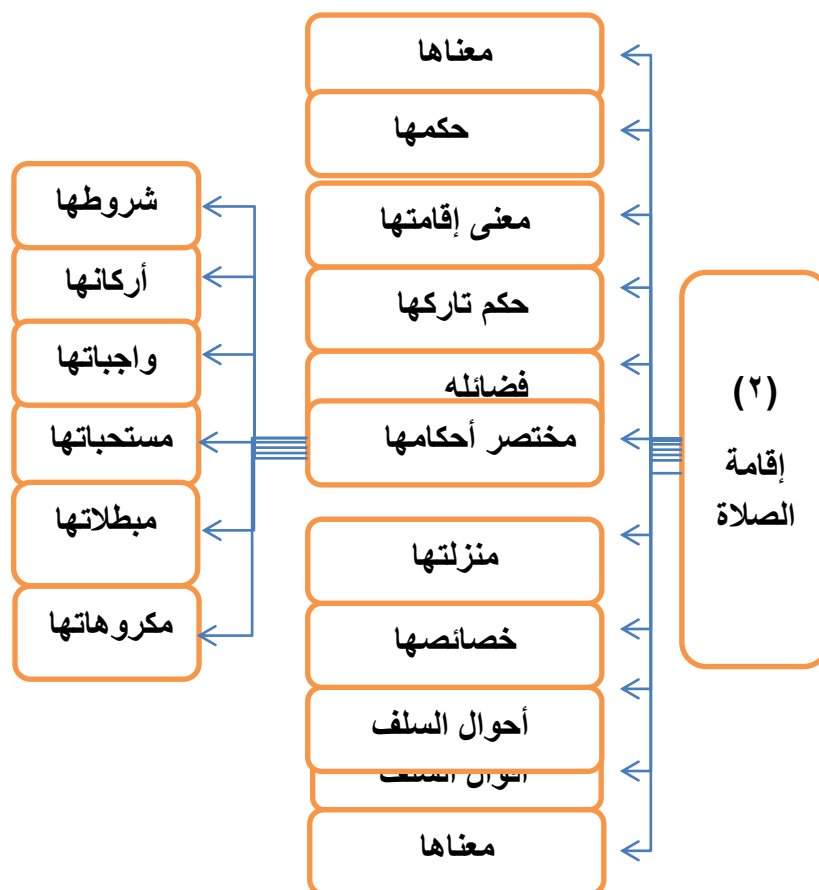 (٢)
إقامة
الصلاة
معناها
حكمها
معنى إقامتها
حكم تاركها
فضائله
مختصر أحكامها
منزلتها
خصائصها
أحوال السلف
السلف
معناها
شروطها
أركانها
واجباتها
مستحباتها
مبطلاتها
مكروهاتها